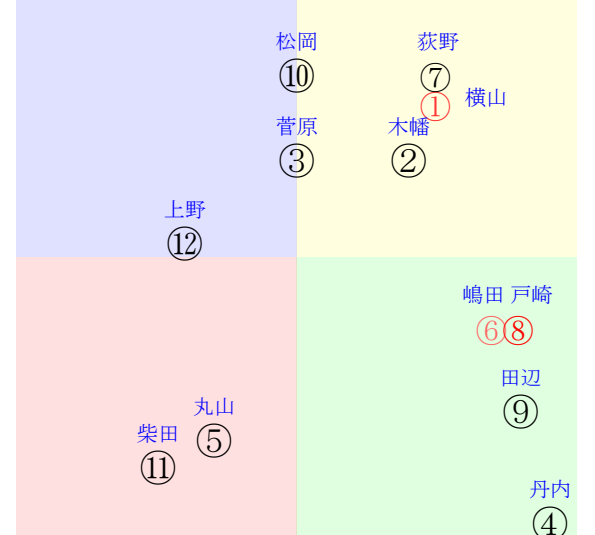 松岡 荻野
⑩ ⑦
① 横山
菅原 木幡
③ ②
上野
⑫
嶋田 戸崎
⑥⑧
田辺
⑨
丸山
柴田 ⑤
⑪
丹内
④